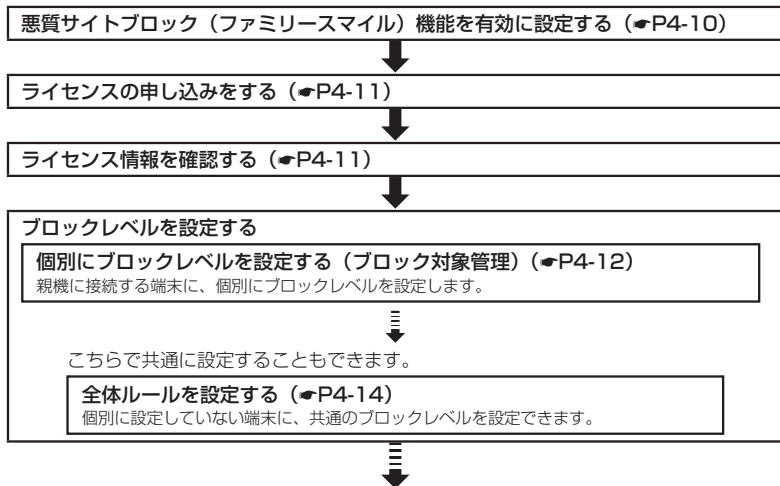 悪質サイトブロック（ファミリースマイル）機能を有効に設定する（☛P4-10）
ライセンスの申し込みをする（☛P4-11）
ライセンス情報を確認する（☛P4-11）
ブロックレベルを設定する
個別にブロックレベルを設定する（ブロック対象管理）（☛P4-12）
親機に接続する端末に、個別にブロックレベルを設定します。
こちらで共通に設定することもできます。
全体ルールを設定する（☛P4-14）
個別に設定していない端末に、共通のブロックレベルを設定できます。